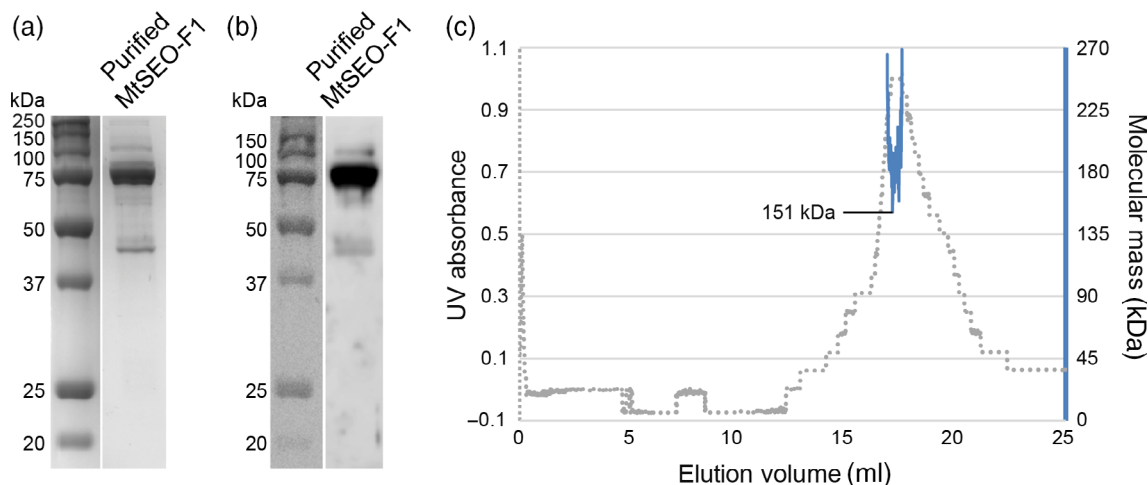 (a)
Purified
MtSEO-F1
kDa
250
150
100
75
50
37
25
20
(b)
Purified
MtSEO-F1
kDa
150
100
75
50
37
25
20
(c)
1.1
0.9
0.7
0.5
0.3
0.1
–0.1
UV absorbance
151 kDa
270
225
180
135
90
45
0
Molecular mass (kDa)
0
5
10
15
20
25
Elution volume (ml)